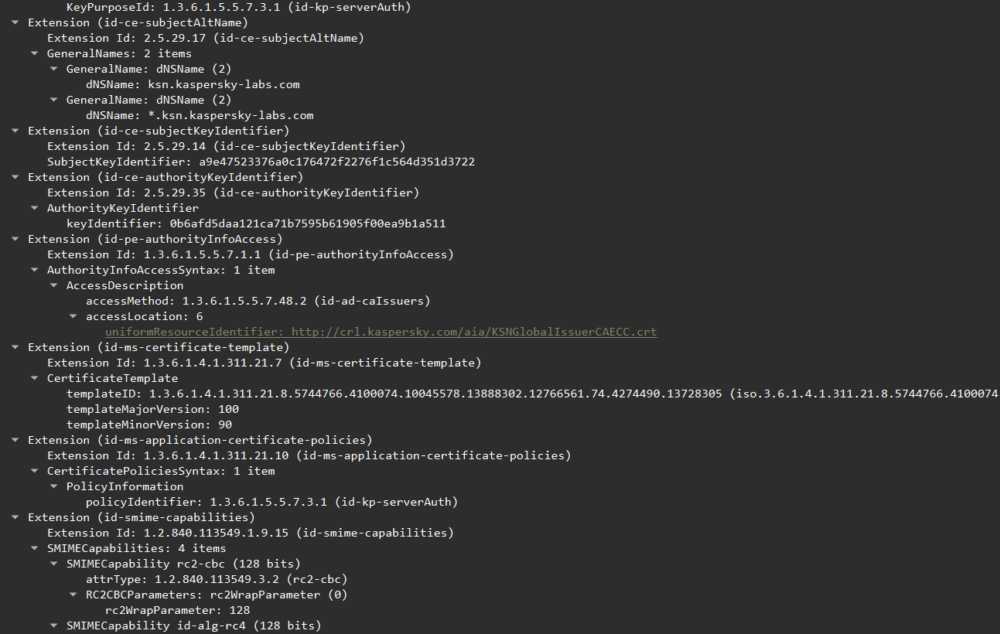 KeyPurposeId: 1.3.6.1.5.5.7.3.1 (id-kp-serverAuth)
Extension (id-ce-subjectAltName)
Extension Id: 2.5.29.17 (id-ce-subjectAltName)
GeneralNames: 2 items
GeneralName: dNSName (2)
dNSName: ksn.kaspersky-labs.com
GeneralName: dNSName (2)
dNSName: *.ksn.kaspersky-labs.com
Extension (id-ce-subjectKeyIdentifier)
Extension Id: 2.5.29.14 (id-ce-subjectKeyIdentifier)
SubjectKeyIdentifier: a9e47523376a0c176472f2276f1c564d351d3722
Extension (id-ce-authorityKeyIdentifier)
Extension Id: 2.5.29.35 (id-ce-authorityKeyIdentifier)
AuthorityKeyIdentifier
keyIdentifier: 0b6afd5daa121ca71b7595b61905f00ea9b1a511
Extension (id-pe-authorityInfoAccess)
Extension Id: 1.3.6.1.5.5.7.1.1 (id-pe-authorityInfoAccess)
AuthorityInfoAccessSyntax: 1 item
AccessDescription
accessMethod: 1.3.6.1.5.5.7.48.2 (id-ad-caIssuers)
accessLocation: 6
uniformResourceIdentifier: http://crl.kaspersky.com/aia/KSNGlobalIssuerCAECC.crt
Extension (id-ms-certificate-template)
Extension Id: 1.3.6.1.4.1.311.21.7 (id-ms-certificate-template)
CertificateTemplate
templateID: 1.3.6.1.4.1.311.21.8.5744766.4100074.10045578.13888302.12766561.74.4274490.13728305 (iso.3.6.1.4.1.311.21.8.5744766.4100074
templateMajorVersion: 100
templateMinorVersion: 90
Extension (id-ms-application-certificate-policies)
Extension Id: 1.3.6.1.4.1.311.21.10 (id-ms-application-certificate-policies)
CertificatePoliciesSyntax: 1 item
PolicyInformation
policyIdentifier: 1.3.6.1.5.5.7.3.1 (id-kp-serverAuth)
Extension (id-smime-capabilities)
Extension Id: 1.2.840.113549.1.9.15 (id-smime-capabilities)
SMIMECapabilities: 4 items
SMIMECapability rc2-cbc (128 bits)
attrType: 1.2.840.113549.3.2 (rc2-cbc)
RC2CBCParameters: rc2WrapParameter (0)
rc2WrapParameter: 128
SMIMECapability id-alg-rc4 (128 bits)